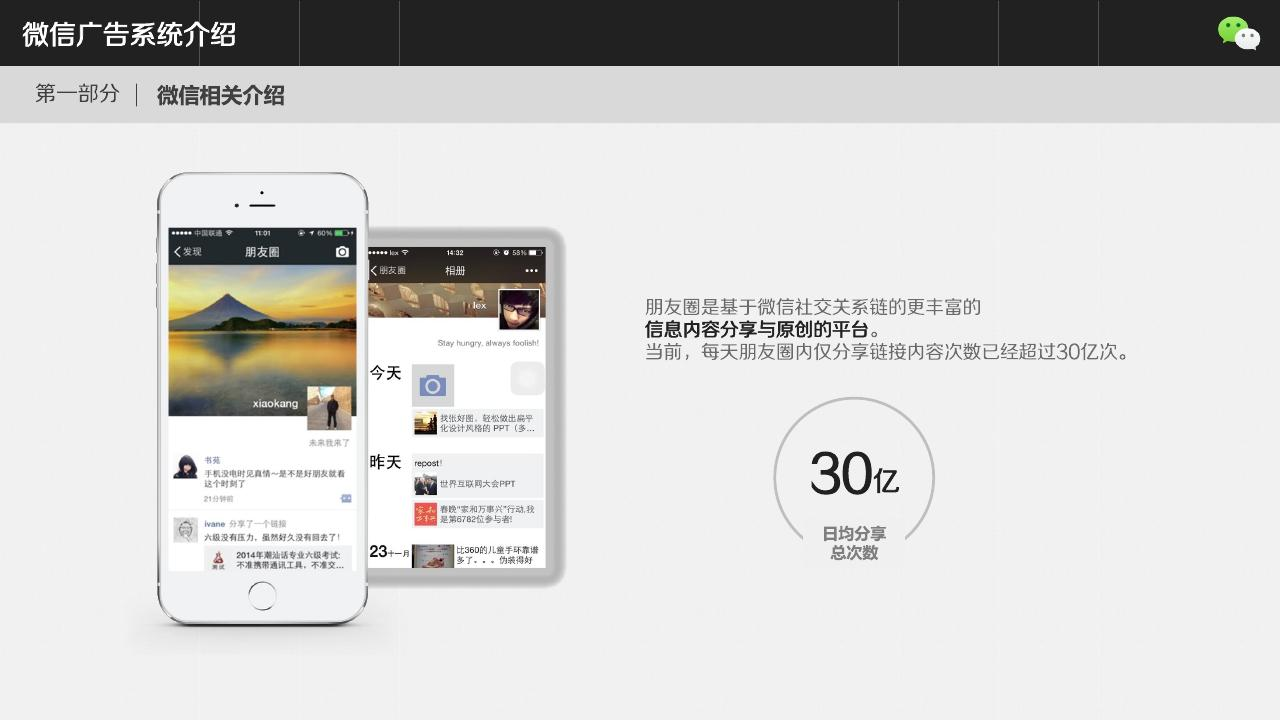 微信广告系统介绍
第一部分
微信相关介绍
中国联通 11:01 60%
发现 朋友圈
xiaokang
未来我来了
书苑
手机没电时见真情~是不是好朋友就看
这个时刻了
21分钟前
ivane 分享了一个链接
六级没有压力，虽然好久没有回去了！
2014年潮汕话专业六级考试:
不准携带通讯工具，不准交...
测试
lex 14:32 58%
朋友圈 相册
lex
Stay hungry, always foolish!
今天
找张好图，轻松做出扁平
化设计风格的 PPT（多...
昨天
repost!
世界互联网大会PPT
春晚“家和万事兴”行动,我
是第6782位参与者!
23十一月
比360的儿童手环靠谱
多了。。。伪装得好
朋友圈是基于微信社交关系链的更丰富的
信息内容分享与原创的平台。
当前，每天朋友圈内仅分享链接内容次数已经超过30亿次。
30亿
日均分享
总次数